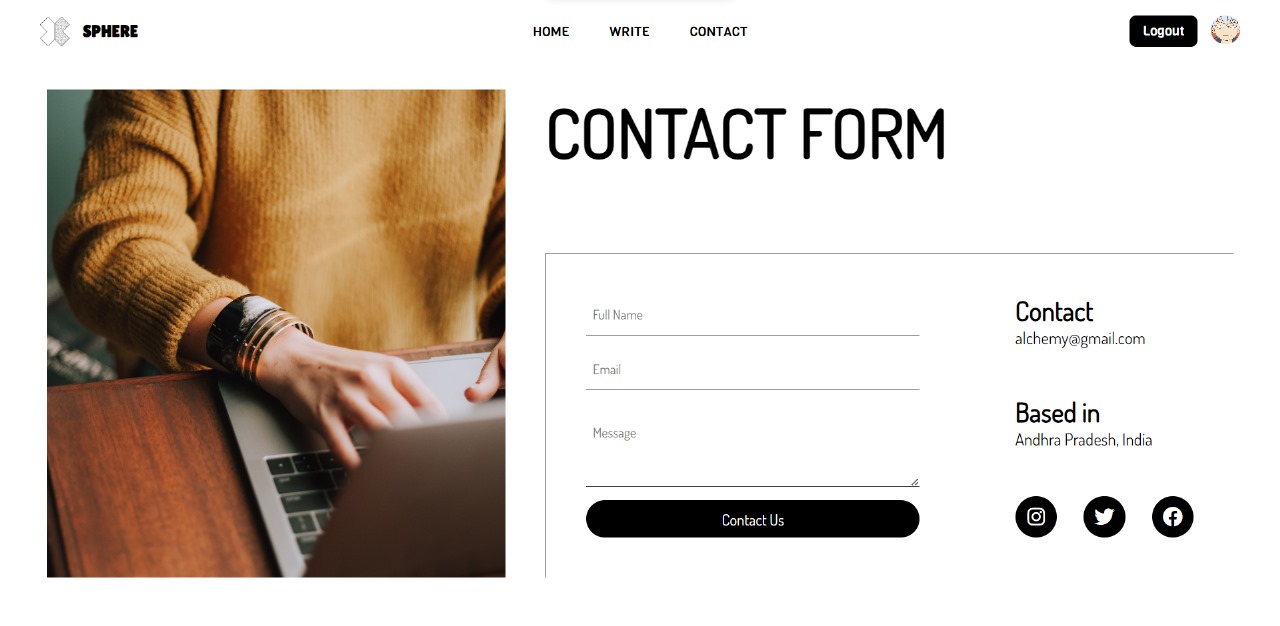 SPHERE
HOME WRITE CONTACT
Logout
CONTACT FORM
Full Name
Email
Message
Contact Us
Contact
alchemy@gmail.com
Based in
Andhra Pradesh, India